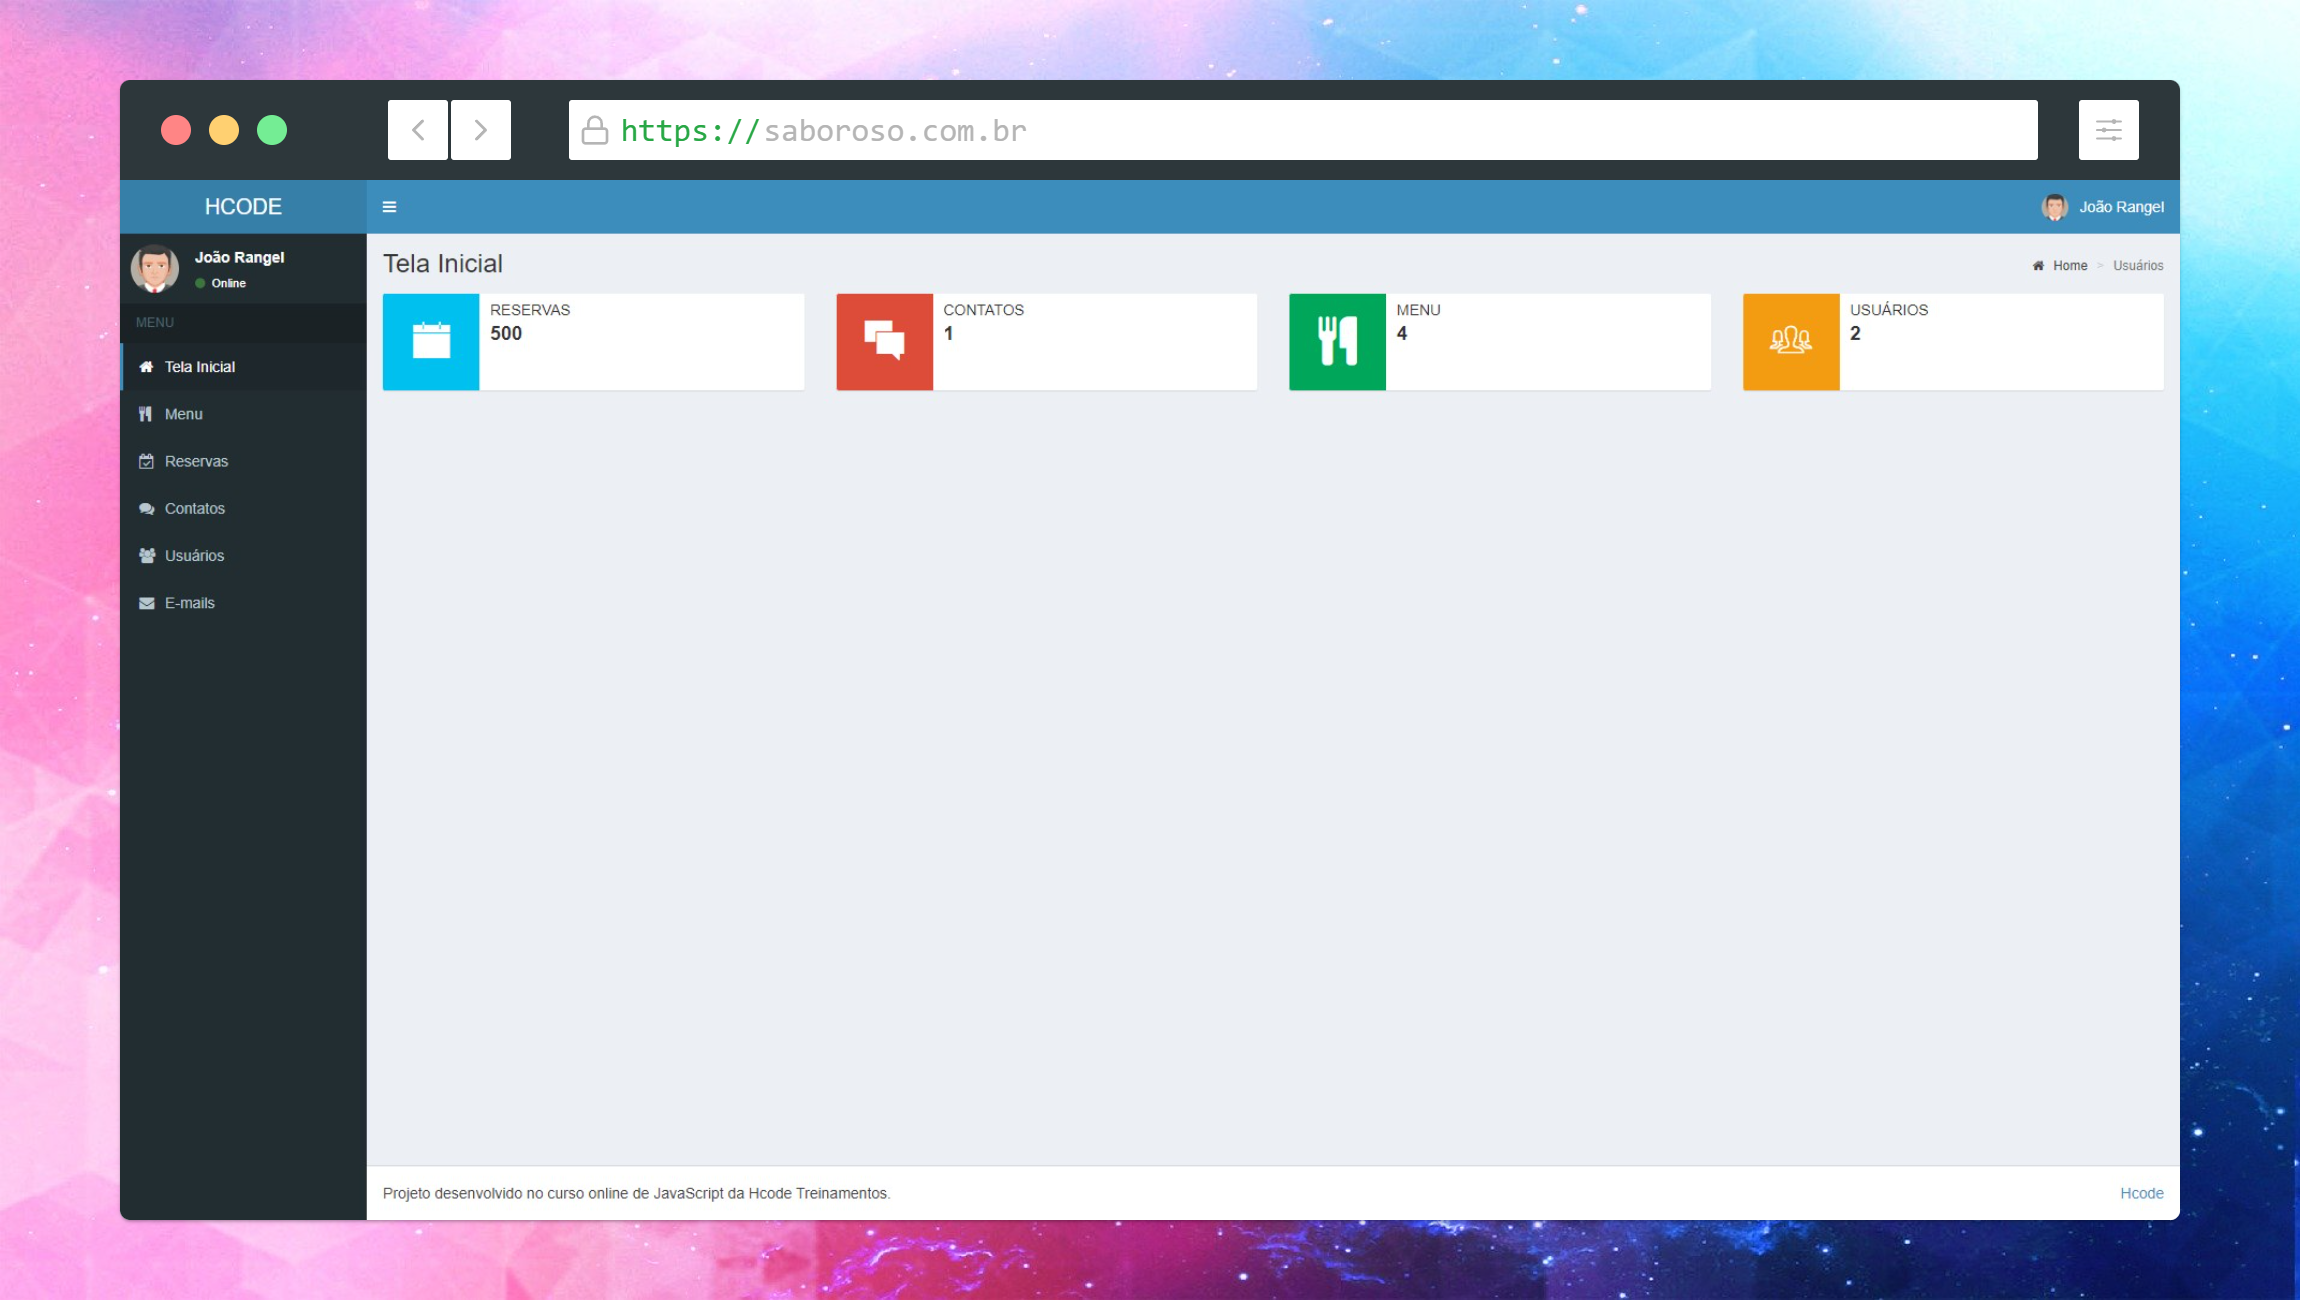 https://saboroso.com.br
HCODE
João Rangel
João Rangel
Online
MENU
Tela Inicial
Menu
Reservas
Contatos
Usuários
E-mails
Tela Inicial
Home > Usuários
RESERVAS
500
CONTATOS
1
MENU
4
USUÁRIOS
2
Projeto desenvolvido no curso online de JavaScript da Hcode Treinamentos.
Hcode